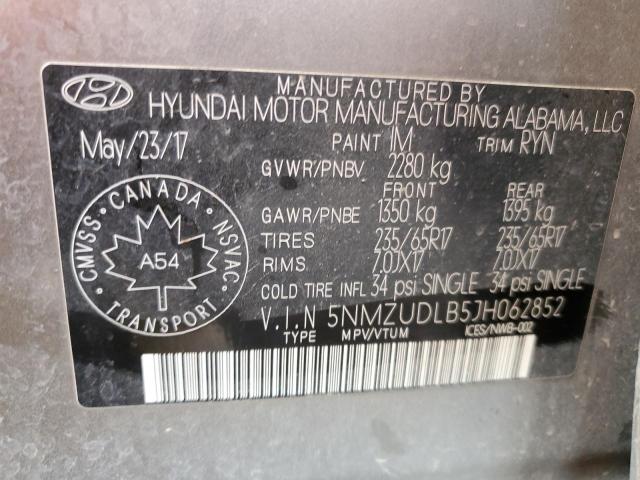 MANUFACTURED BY
HYUNDAI MOTOR MANUFACTURING ALABAMA, LLC
May/23/17 PAINT IM TRIM RYN
GVWR/PNBV 2280 kg
FRONT REAR
GAWR/PNBE 1350 kg 1395 kg
TIRES 235/65R17 235/65R17
RIMS 7.0JX17 7.0JX17
COLD TIRE INFL 34 psi SINGLE 34 psi SINGLE
V.I.N 5NMZUDLB5JH062852
TYPE MPV/VTUM ICES/NWB-002
CANADA
CMVSS NSVAC
A54
TRANSPORT